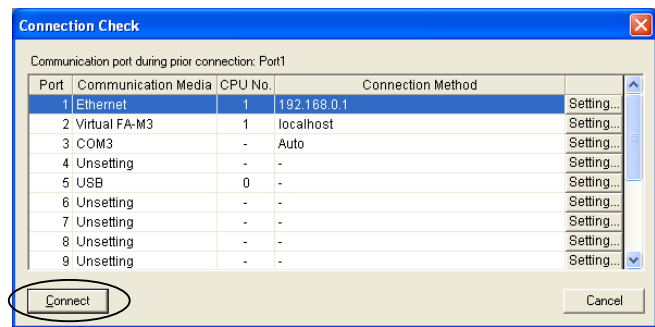 Connection Check
Communication port during prior connection: Port1
Port Communication Media CPU No. Connection Method
1 Ethernet 1 192.168.0.1 Setting...
2 Virtual FA-M3 1 localhost Setting...
3 COM3 - Auto Setting...
4 Unsetting - - Setting...
5 USB 0 - Setting...
6 Unsetting - - Setting...
7 Unsetting - - Setting...
8 Unsetting - - Setting...
9 Unsetting - - Setting...
Connect Cancel